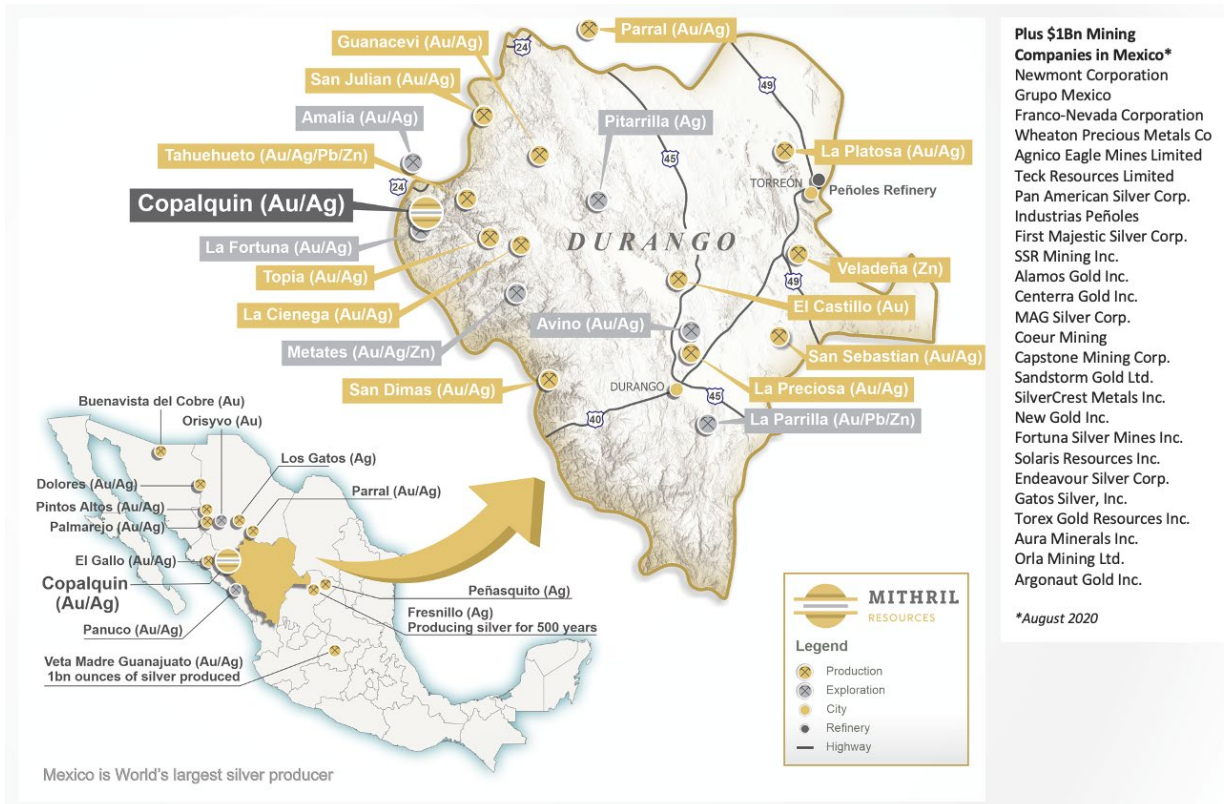 Parral (Au/Ag)
Guanacevi (Au/Ag)
24
San Julian (Au/Ag)
49
Amalia (Au/Ag)
Pitarrilla (Ag)
Tahuehueto (Au/Ag/Pb/Zn)
45
La Platosa (Au/Ag)
24
TORREÓN
Peñoles Refinery
Copalquin (Au/Ag)
La Fortuna (Au/Ag)
DURANGO
Topia (Au/Ag)
Veladeña (Zn)
49
La Cienega (Au/Ag)
El Castillo (Au)
Avino (Au/Ag)
Metates (Au/Ag/Zn)
San Sebastian (Au/Ag)
San Dimas (Au/Ag)
DURANGO
La Preciosa (Au/Ag)
45
40
La Parrilla (Au/Pb/Zn)
Buenavista del Cobre (Au)
Orisyvo (Au)
Los Gatos (Ag)
Dolores (Au/Ag)
Parral (Au/Ag)
Pintos Altos (Au/Ag)
Palmarejo (Au/Ag)
El Gallo (Au/Ag)
Copalquin
(Au/Ag)
Peñasquito (Ag)
Fresnillo (Ag)
Producing silver for 500 years
Panuco (Au/Ag)
Veta Madre Guanajuato (Au/Ag)
1bn ounces of silver produced
Mexico is World's largest silver producer
MITHRIL
RESOURCES
Legend
Production
Exploration
City
Refinery
Highway
Plus $1Bn Mining
Companies in Mexico*
Newmont Corporation
Grupo Mexico
Franco-Nevada Corporation
Wheaton Precious Metals Co
Agnico Eagle Mines Limited
Teck Resources Limited
Pan American Silver Corp.
Industrias Peñoles
First Majestic Silver Corp.
SSR Mining Inc.
Alamos Gold Inc.
Centerra Gold Inc.
MAG Silver Corp.
Coeur Mining
Capstone Mining Corp.
Sandstorm Gold Ltd.
SilverCrest Metals Inc.
New Gold Inc.
Fortuna Silver Mines Inc.
Solaris Resources Inc.
Endeavour Silver Corp.
Gatos Silver, Inc.
Torex Gold Resources Inc.
Aura Minerals Inc.
Orla Mining Ltd.
Argonaut Gold Inc.
*August 2020